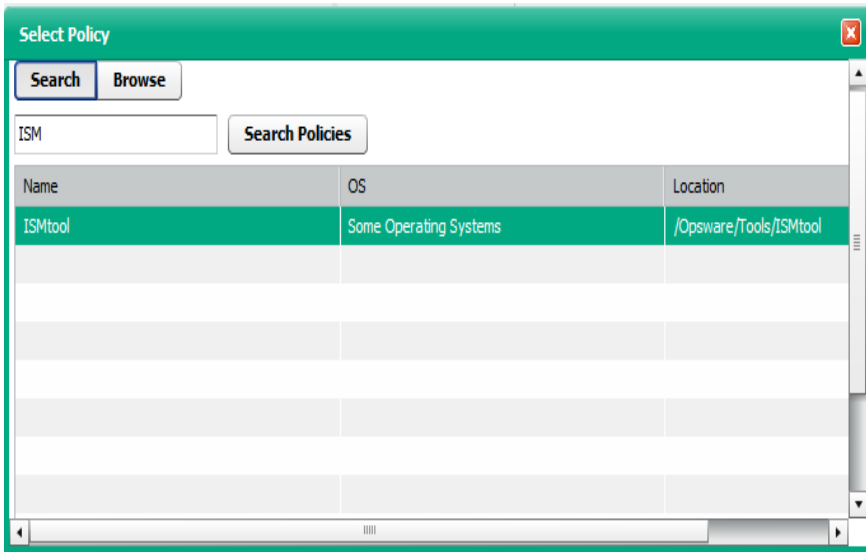 Select Policy
Search Browse
ISM Search Policies
Name OS Location
ISMtool Some Operating Systems /Opsware/Tools/ISMtool